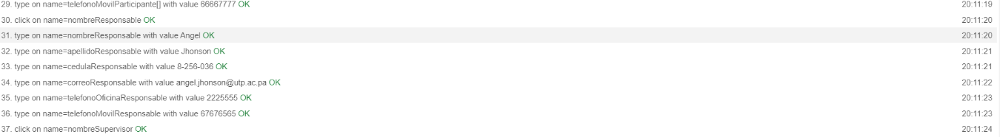 29. type on name=telefonoMovilParticipante[] with value 66667777 OK 20:11:19
30. click on name=nombreResponsable OK 20:11:20
31. type on name=nombreResponsable with value Angel OK 20:11:20
32. type on name=apellidoResponsable with value Jhonson OK 20:11:21
33. type on name=cedulaResponsable with value 8-256-036 OK 20:11:21
34. type on name=correoResponsable with value angel.jhonson@utp.ac.pa OK 20:11:22
35. type on name=telefonoOficinaResponsable with value 2225555 OK 20:11:23
36. type on name=telefonoMovilResponsable with value 67676565 OK 20:11:23
37. click on name=nombreSupervisor OK 20:11:24